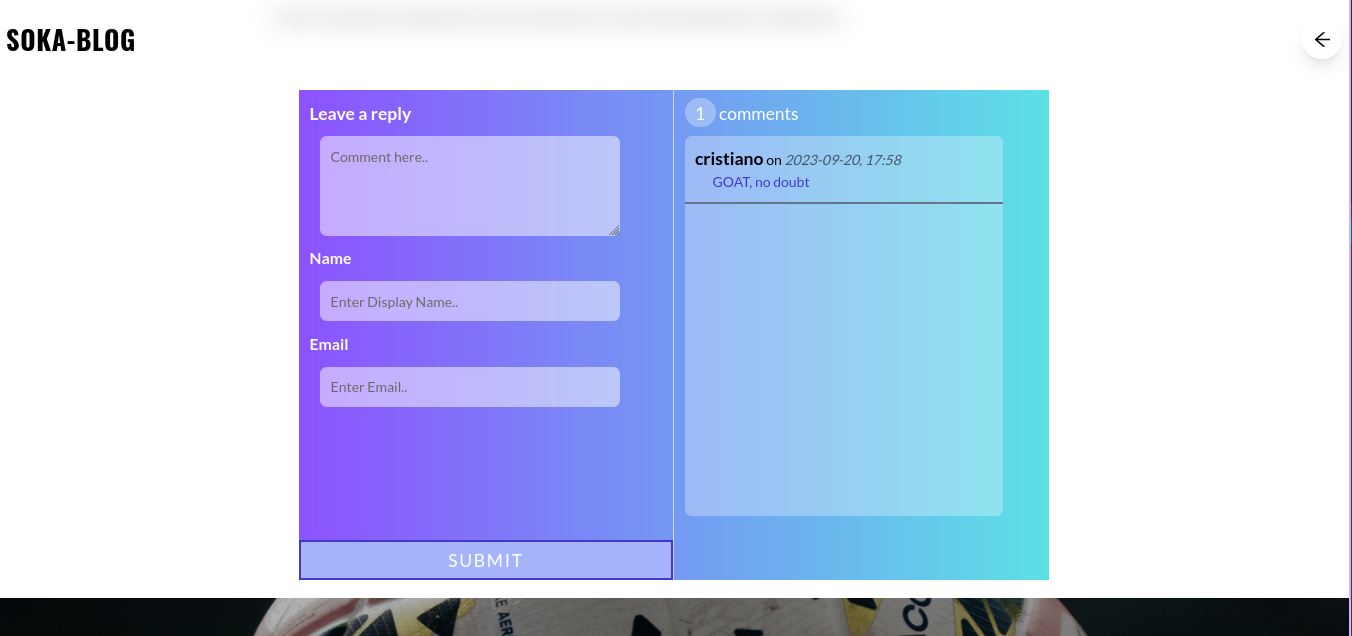 SOKA-BLOG
Leave a reply
Comment here..
Name
Enter Display Name..
Email
Enter Email..
SUBMIT
1 comments
cristiano on 2023-09-20, 17:58
GOAT, no doubt